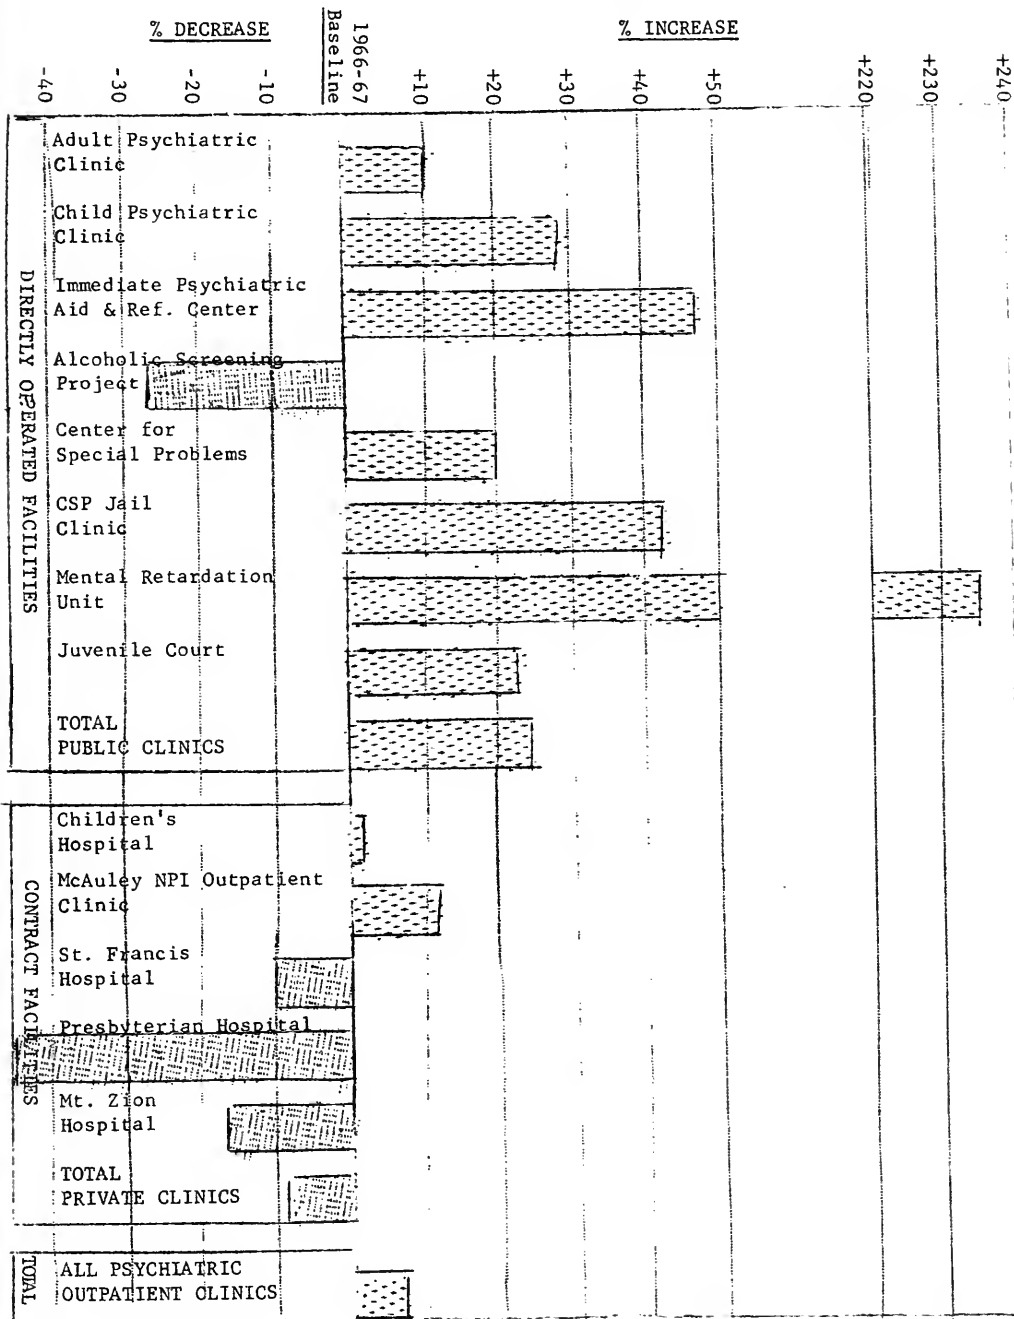 % DECREASE
1966-67
Baseline
% INCREASE
-40
-30
-20
-10
+10
+20
+30
+40
+50
+220
+230
+240
DIRECTLY OPERATED FACILITIES
Adult Psychiatric
Clinic
Child Psychiatric
Clinic
Immediate Psychiatric
Aid & Ref. Center
Alcoholic Screening
Project
Center for
Special Problems
CSP Jail
Clinic
Mental Retardation
Unit
Juvenile Court
TOTAL
PUBLIC CLINICS
CONTRACT FACILITIES
Children's
Hospital
McAuley NPI Outpatient
Clinic
St. Francis
Hospital
Presbyterian Hospital
Mt. Zion
Hospital
TOTAL
PRIVATE CLINICS
TOTAL
ALL PSYCHIATRIC
OUTPATIENT CLINICS